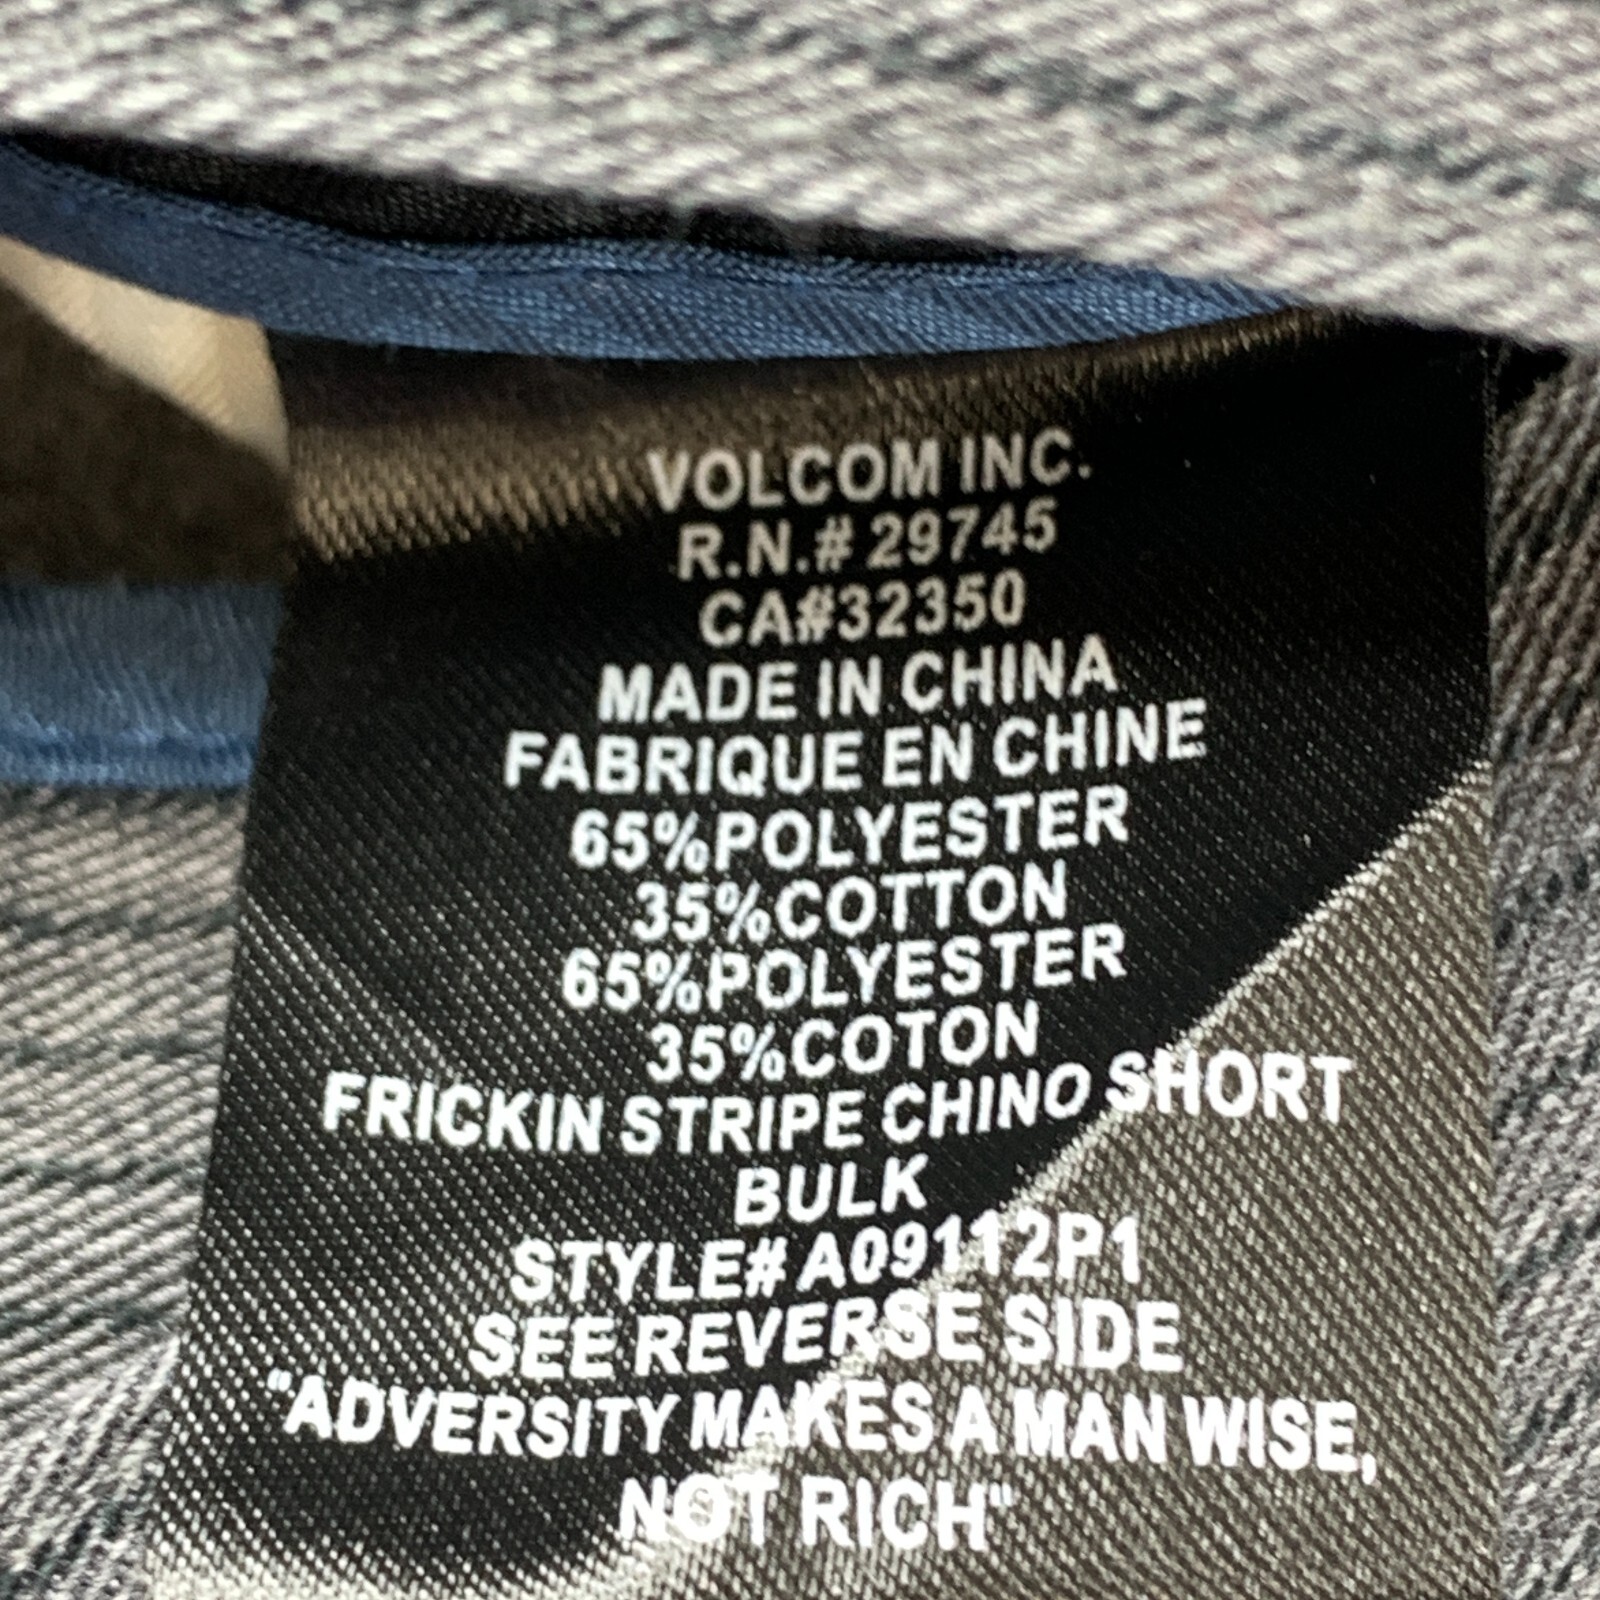 VOLCOM INC.
R.N.# 29745
CA#32350
MADE IN CHINA
FABRIQUE EN CHINE
65%POLYESTER
35%COTTON
65%POLYESTER
35%COTON
FRICKIN STRIPE CHINO SHORT
BULK
STYLE# A09112P1
SEE REVERSE SIDE
"ADVERSITY MAKES A MAN WISE,
NOT RICH"